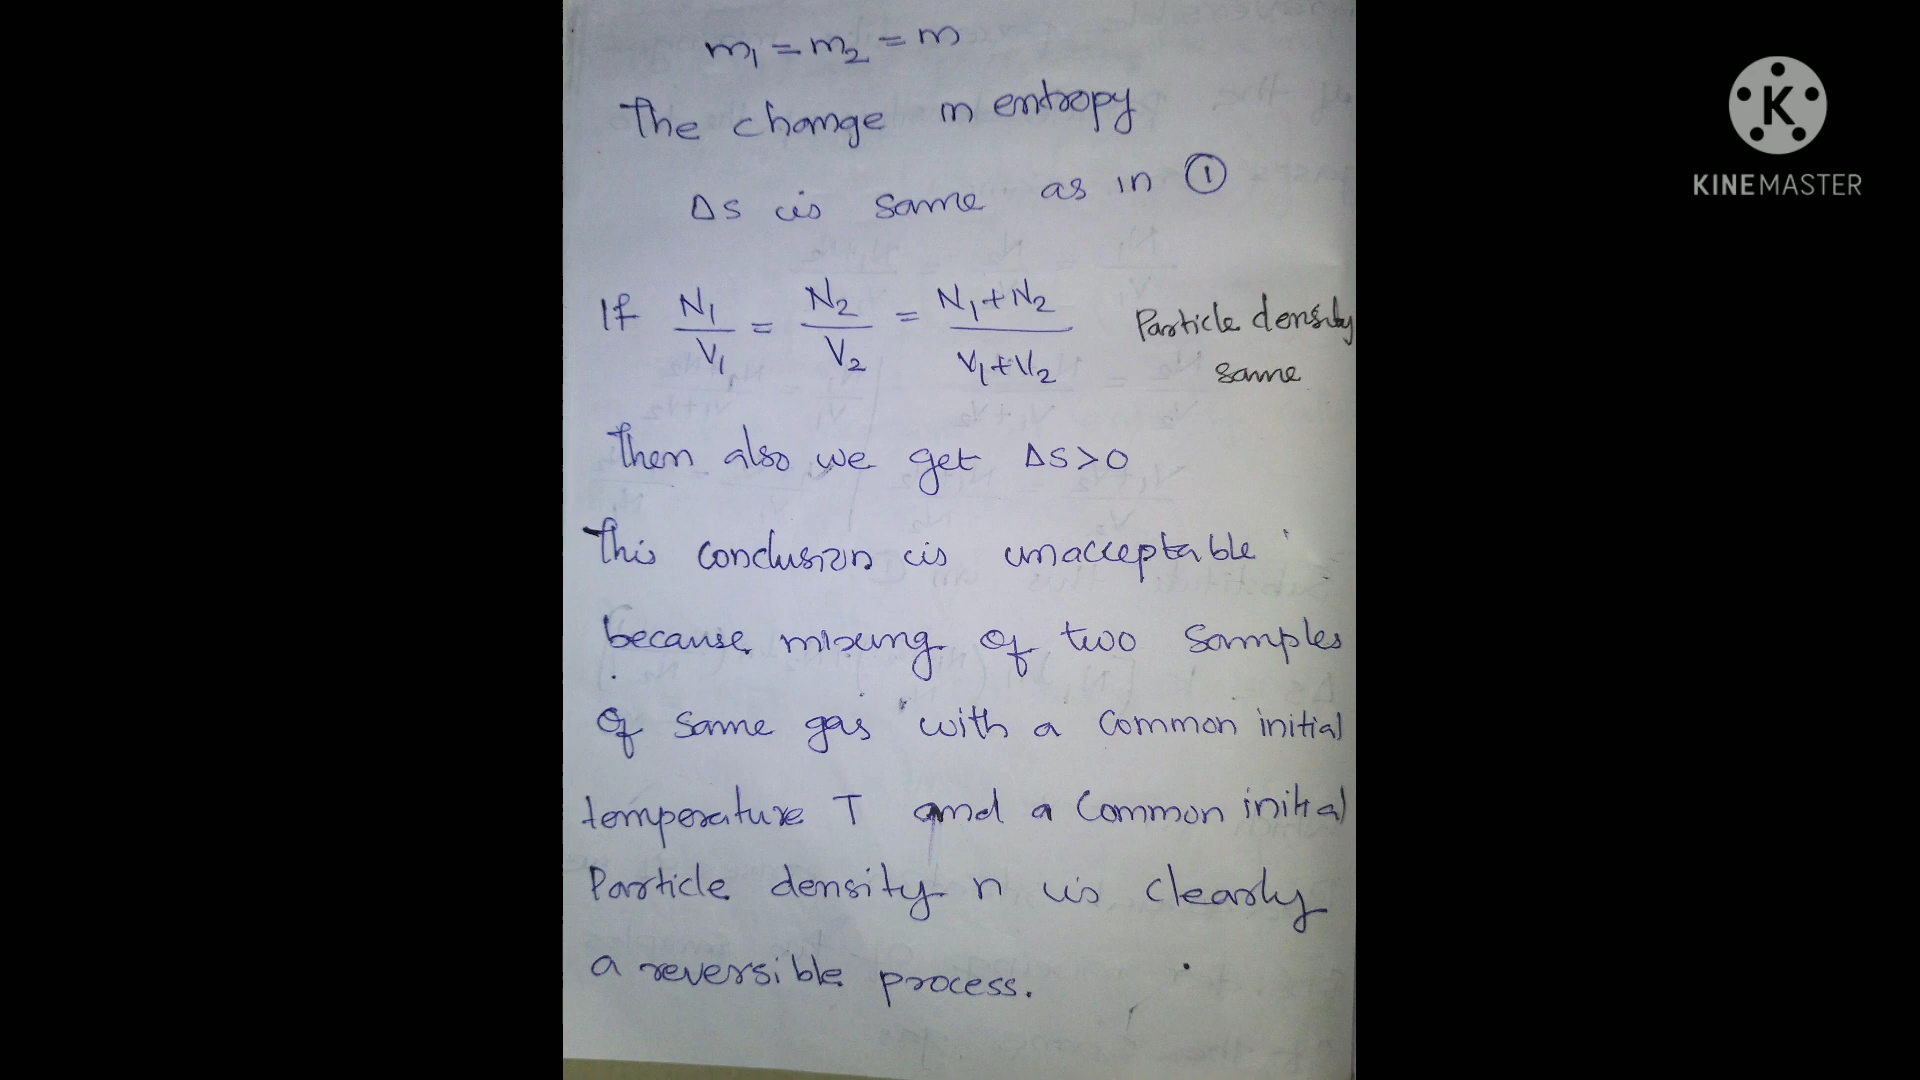 m₁ = m₂ = m
The change in entropy
ΔS is same as in ①
If N₁/V₁ = N₂/V₂ = N₁+N₂/V₁+V₂ Particle density same
Then also we get ΔS>0
This conclusion is unacceptable
because mixing of two samples
of same gas with a common initial
temperature T and a common initial
Particle density n is clearly
a reversible process.
K
KINEMASTER